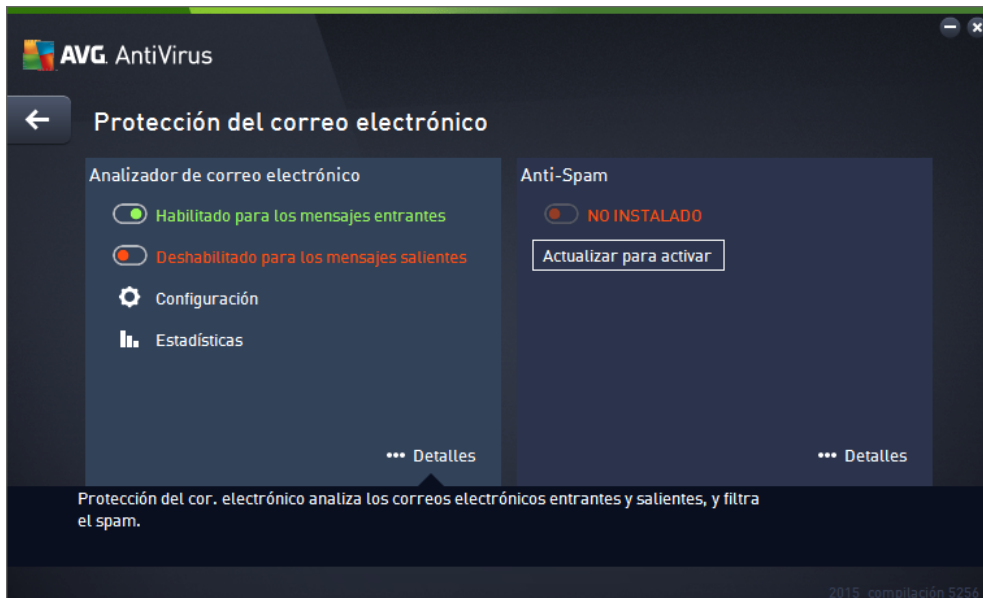 AVG. AntiVirus
Protección del correo electrónico
Analizador de correo electrónico
Habilitado para los mensajes entrantes
Deshabilitado para los mensajes salientes
Configuración
Estadísticas
••• Detalles
Anti-Spam
NO INSTALADO
Actualizar para activar
••• Detalles
Protección del cor. electrónico analiza los correos electrónicos entrantes y salientes, y filtra
el spam.
2015 compilación 5256